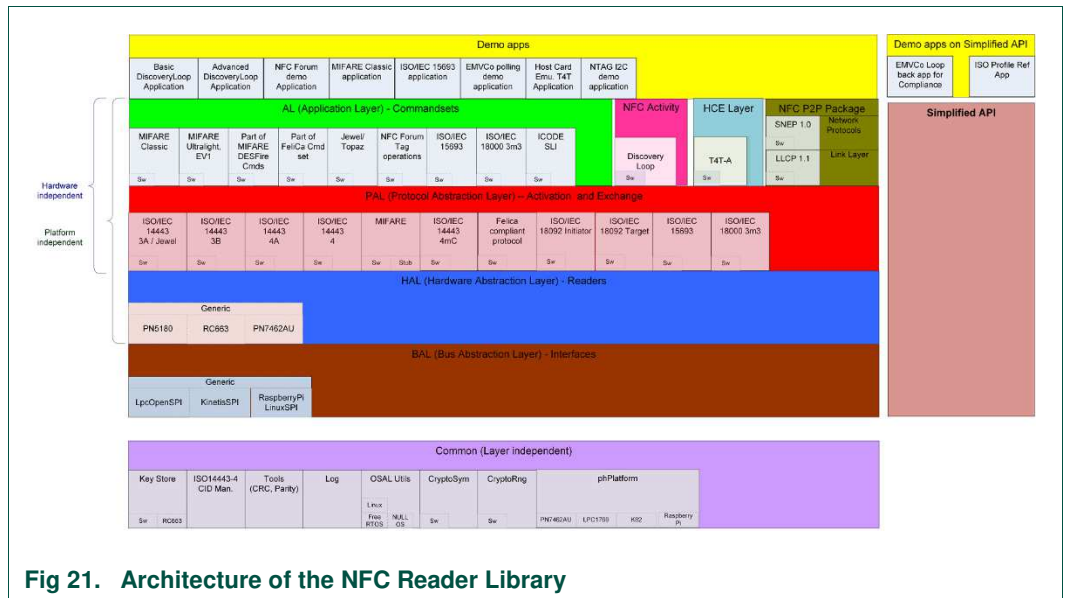 Demo apps
Demo apps on Simplified API
Basic DiscoveryLoop Application
Advanced DiscoveryLoop Application
NFC Forum demo Application
MIFARE Classic application
ISO/IEC 15693 application
EMVCo polling demo application
Host Card Emu. T4T Application
NTAG I2C demo application
EMVCo Loop back app for Compliance
ISO Profile Ref App
AL (Application Layer) - Commandsets
NFC Activity
HCE Layer
NFC P2P Package
Simplified API
MIFARE Classic
Sw
MIFARE Ultralight, EV1
Sw
Part of MIFARE DESFire Cmds
Sw
Part of FeliCa Cmd set
Sw
Jewel/ Topaz
Sw
NFC Forum Tag operations
Sw
ISO/IEC 15693
Sw
ISO/IEC 18000 3m3
Sw
ICODE SLI
Sw
Discovery Loop
Sw
T4T-A
Sw
SNEP 1.0
Sw
Network Protocols
LLCP 1.1
Sw
Link Layer
Hardware independent
Platform independent
PAL (Protocol Abstraction Layer) – Activation and Exchange
ISO/IEC 14443 3A / Jewel
Sw
ISO/IEC 14443 3B
Sw
ISO/IEC 14443 4A
Sw
ISO/IEC 14443 4
Sw
MIFARE
Sw
Stub
ISO/IEC 14443 4mC
Sw
Felica compliant protocol
Sw
ISO/IEC 18092 Initiator
Sw
ISO/IEC 18092 Target
Sw
ISO/IEC 15693
Sw
ISO/IEC 18000 3m3
Sw
HAL (Hardware Abstraction Layer) - Readers
Generic
PN5180
RC663
PN7462AU
BAL (Bus Abstraction Layer) - Interfaces
Generic
LpcOpenSPI
KinetisSPI
RaspberryPi LinuxSPI
Common (Layer independent)
Key Store
Sw
RC663
ISO14443-4 CID Man.
Tools (CRC, Parity)
Log
OSAL Utils
Linux
Free RTOS
NULL OS
CryptoSym
Sw
CryptoRng
Sw
phPlatform
PN7462AU
LPC1769
K82
Raspberry Pi
Fig 21. Architecture of the NFC Reader Library